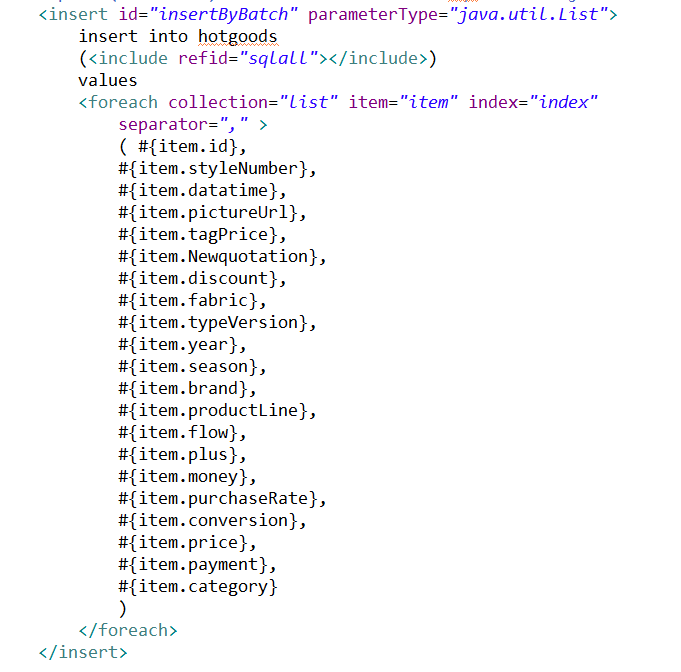 <insert id="insertByBatch" parameterType="java.util.List">
insert into hotgoods
(<include refid="sqlall"></include>)
values
<foreach collection="list" item="item" index="index"
separator="," >
( #{item.id},
#{item.styleNumber},
#{item.datatime},
#{item.pictureUrl},
#{item.tagPrice},
#{item.Newquotation},
#{item.discount},
#{item.fabric},
#{item.typeVersion},
#{item.year},
#{item.season},
#{item.brand},
#{item.productLine},
#{item.flow},
#{item.plus},
#{item.money},
#{item.purchaseRate},
#{item.conversion},
#{item.price},
#{item.payment},
#{item.category}
)
</foreach>
</insert>